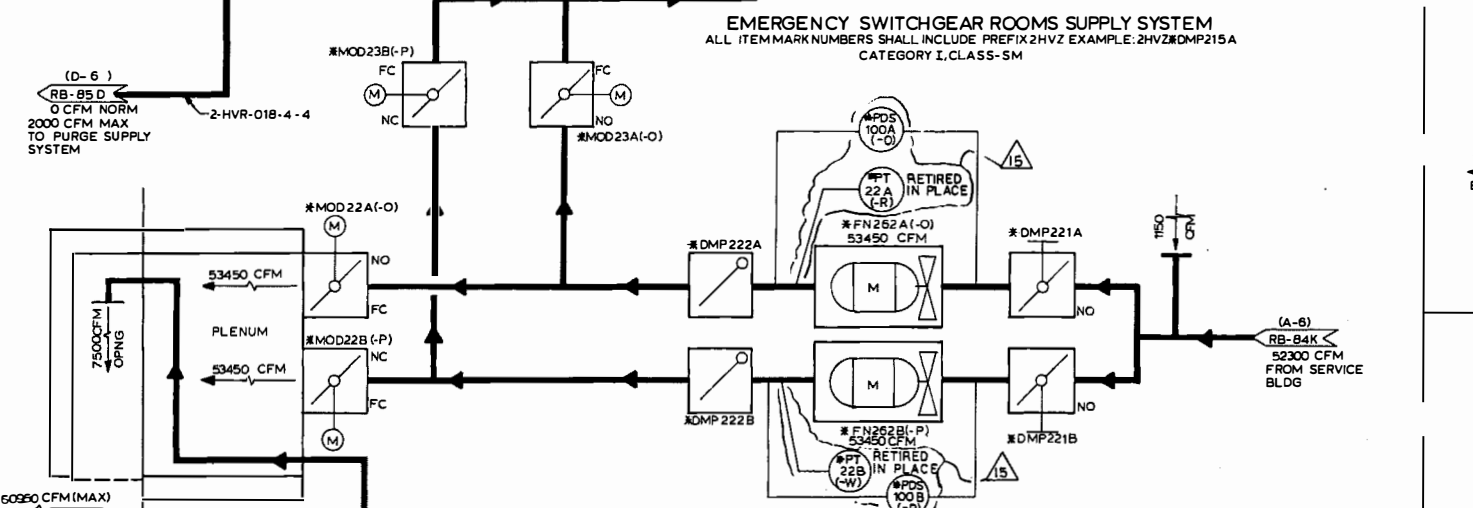 EMERGENCY SWITCHGEAR ROOMS SUPPLY SYSTEM
ALL ITEM MARK NUMBERS SHALL INCLUDE PREFIX 2HVZ EXAMPLE: 2HVZ*DMP215A
CATEGORY I, CLASS-SM
*MOD23B(-P)
FC
M
NC
FC
M
NO
*MOD23A(-O)
(D-6)
RB-85D
0 CFM NORM
2000 CFM MAX
TO PURGE SUPPLY
SYSTEM
2-HVR-018-4-4
*PDS
100A
(-O)
15
*PT
22A
(-R)
RETIRED
IN PLACE
*MOD22A(-O)
M
NO
FC
*DMP222A
*FN262A(-O)
53450 CFM
M
*DMP221A
NO
1150
CFM
53450 CFM
7500CFM
OPNG
PLENUM
53450 CFM
*MOD22B(-P)
NC
FC
M
*DMP222B
M
*FN262B(-P)
53450 CFM
NO
*DMP221B
(A-6)
RB-84K
52300 CFM
FROM SERVICE
BLDG
*PT
22B
(-W)
RETIRED
IN PLACE
15
*PDS
100B
60950 CFM(MAX)